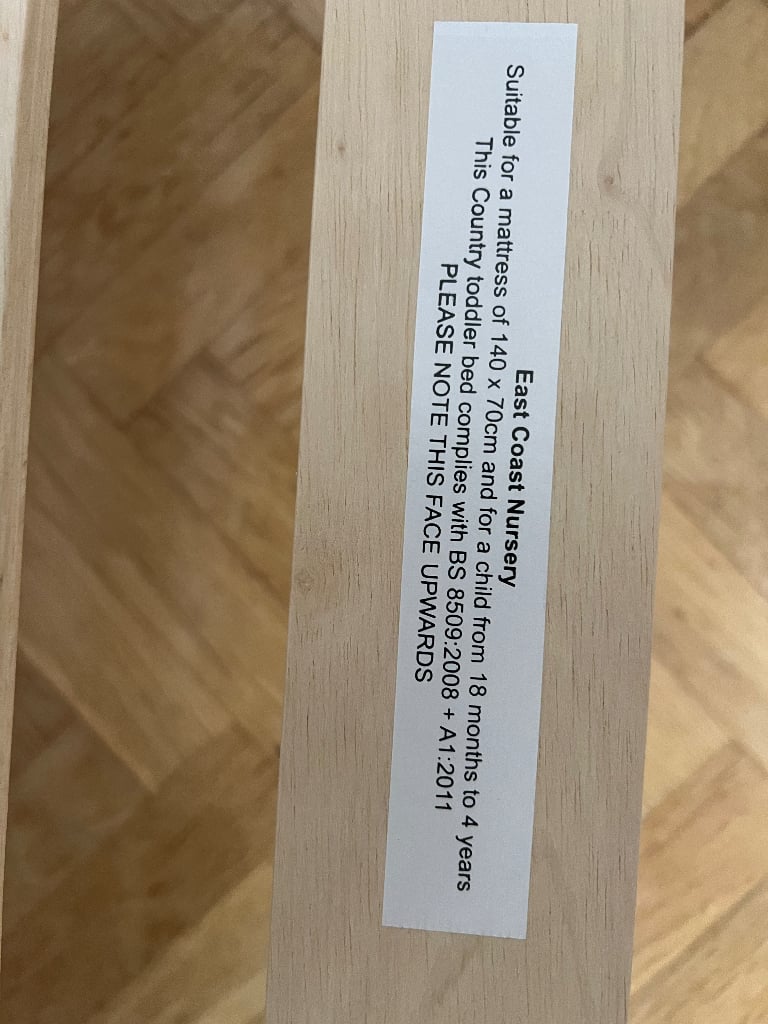 East Coast Nursery
Suitable for a mattress of 140 x 70cm and for a child from 18 months to 4 years
This Country toddler bed complies with BS 8509:2008 + A1:2011
PLEASE NOTE THIS FACE UPWARDS